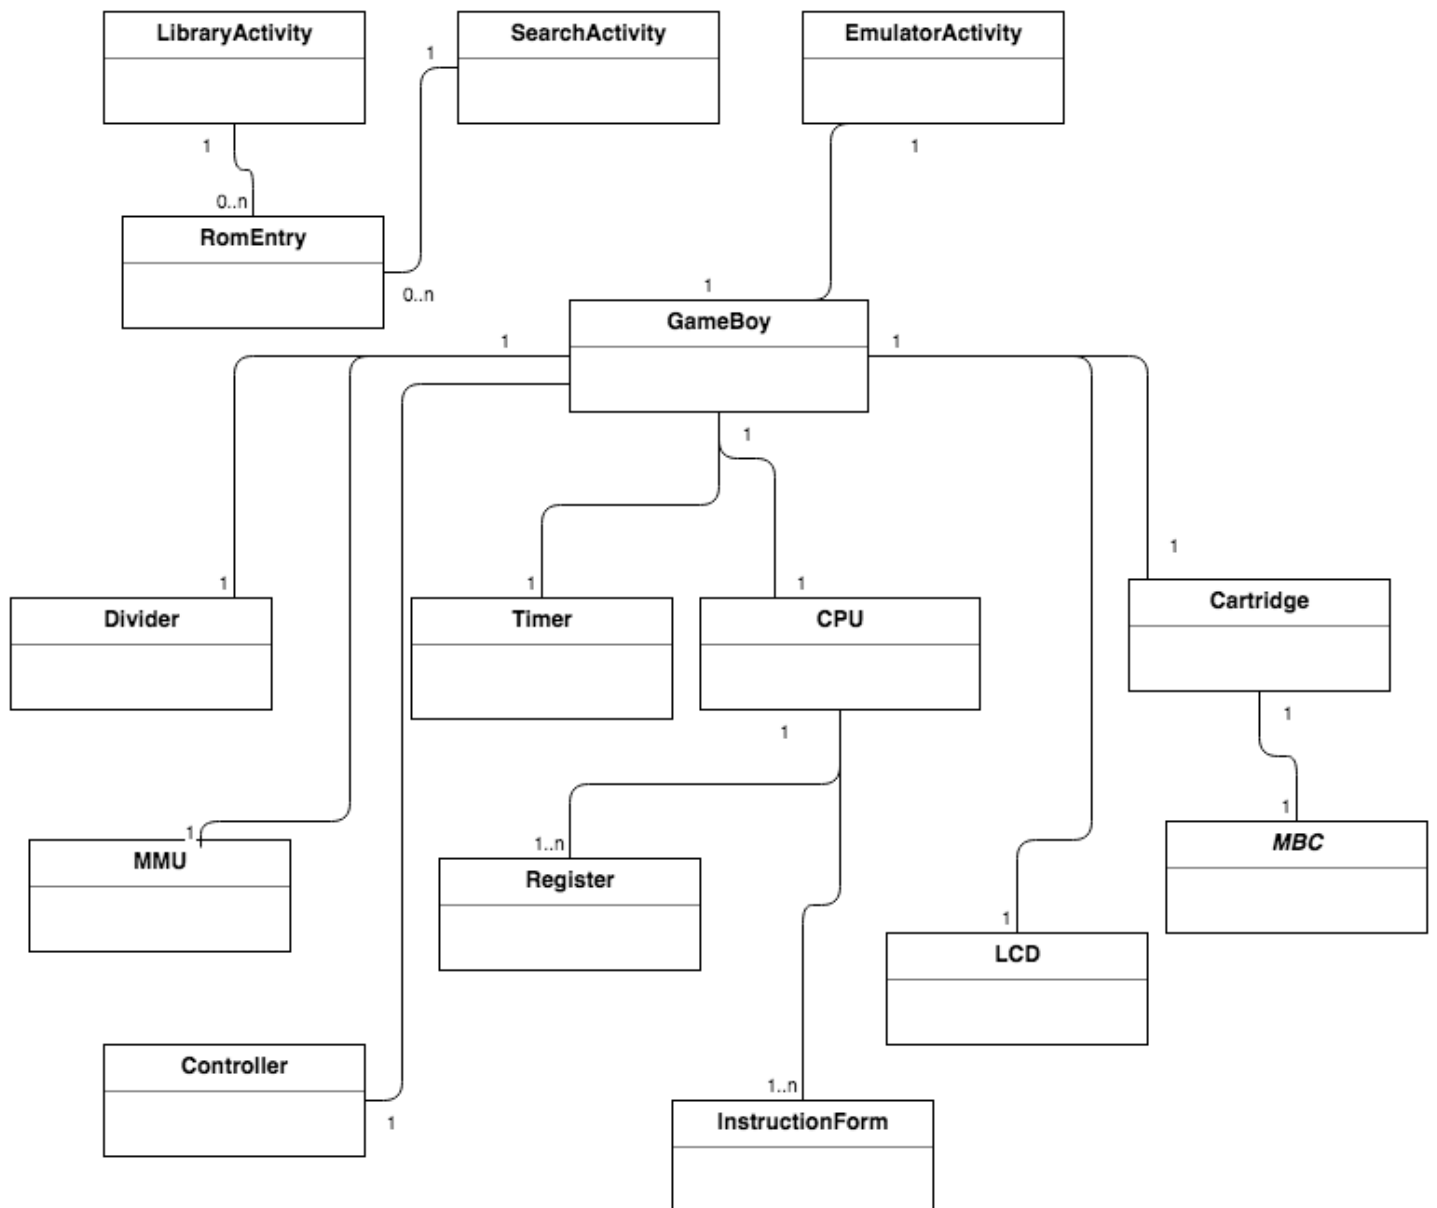 LibraryActivity
SearchActivity
EmulatorActivity
1
1
1
0..n
RomEntry
0..n
1
GameBoy
1
1
1
1
Divider
1
Timer
1
CPU
1
Cartridge
1
1
1
MMU
1..n
Register
1
MBC
1
LCD
Controller
1
1..n
InstructionForm